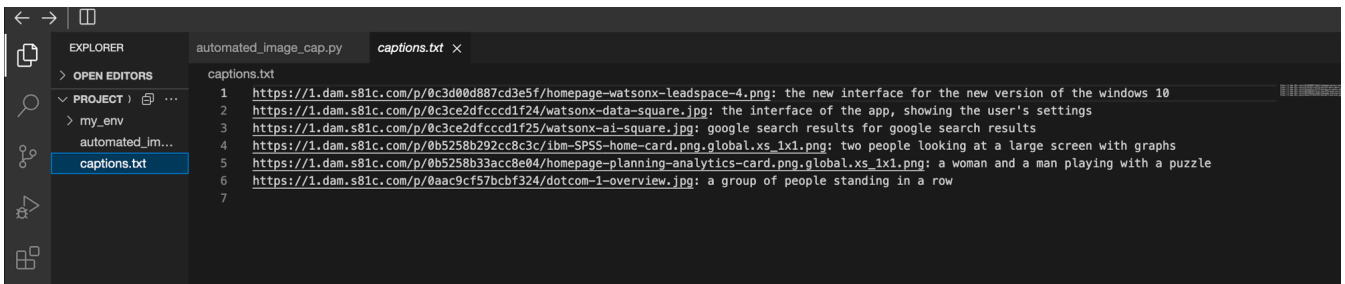 EXPLORER
automated_image_cap.py
captions.txt
OPEN EDITORS
captions.txt
PROJECT )
my_env
automated_im...
captions.txt
1 https://1.dam.s81c.com/p/0c3d00d887cd3e5f/homepage-watsonx-leadspace-4.png: the new interface for the new version of the windows 10
2 https://1.dam.s81c.com/p/0c3ce2dfcccd1f24/watsonx-data-square.jpg: the interface of the app, showing the user's settings
3 https://1.dam.s81c.com/p/0c3ce2dfcccd1f25/watsonx-ai-square.jpg: google search results for google search results
4 https://1.dam.s81c.com/p/0b5258b292cc8c3c/ibm-SPSS-home-card.png.global.xs_1x1.png: two people looking at a large screen with graphs
5 https://1.dam.s81c.com/p/0b5258b33acc8e04/homepage-planning-analytics-card.png.global.xs_1x1.png: a woman and a man playing with a puzzle
6 https://1.dam.s81c.com/p/0aac9cf57bcbf324/dotcom-1-overview.jpg: a group of people standing in a row
7